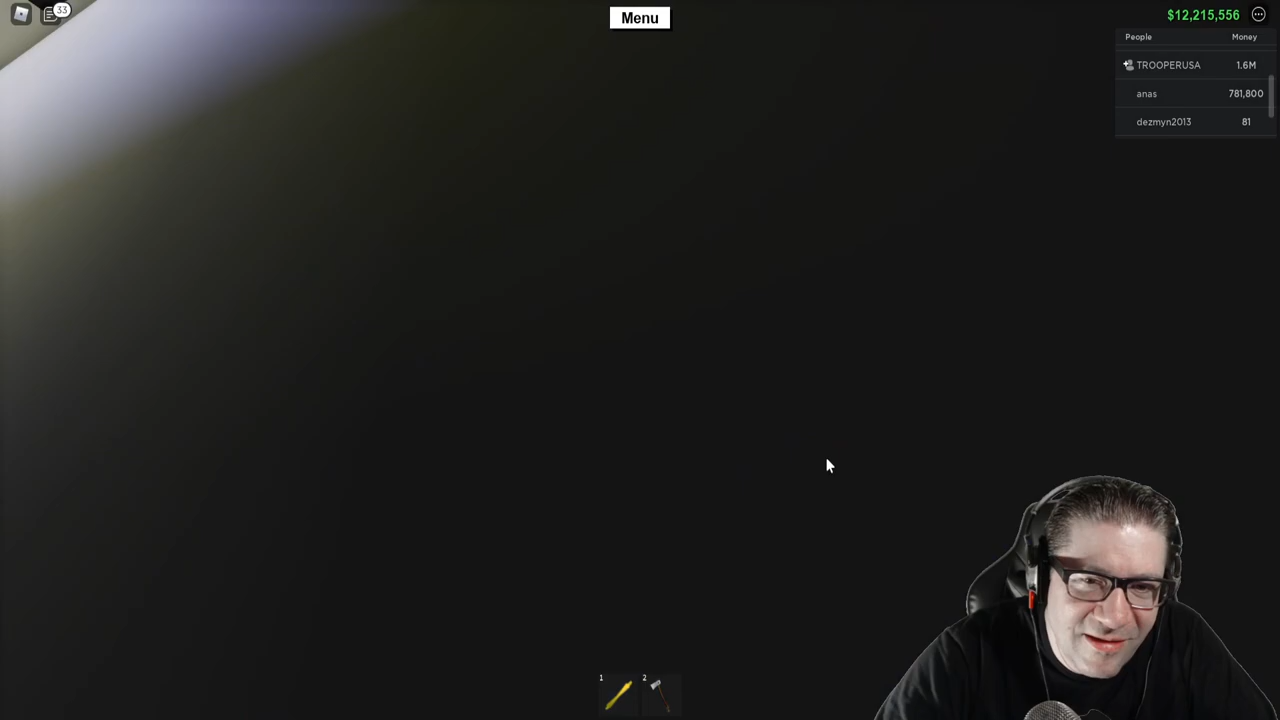 33
Menu
$12,215,556
People Money
TROOPERUSA 1.6M
anas 781,800
dezmyn2013 81
1 2